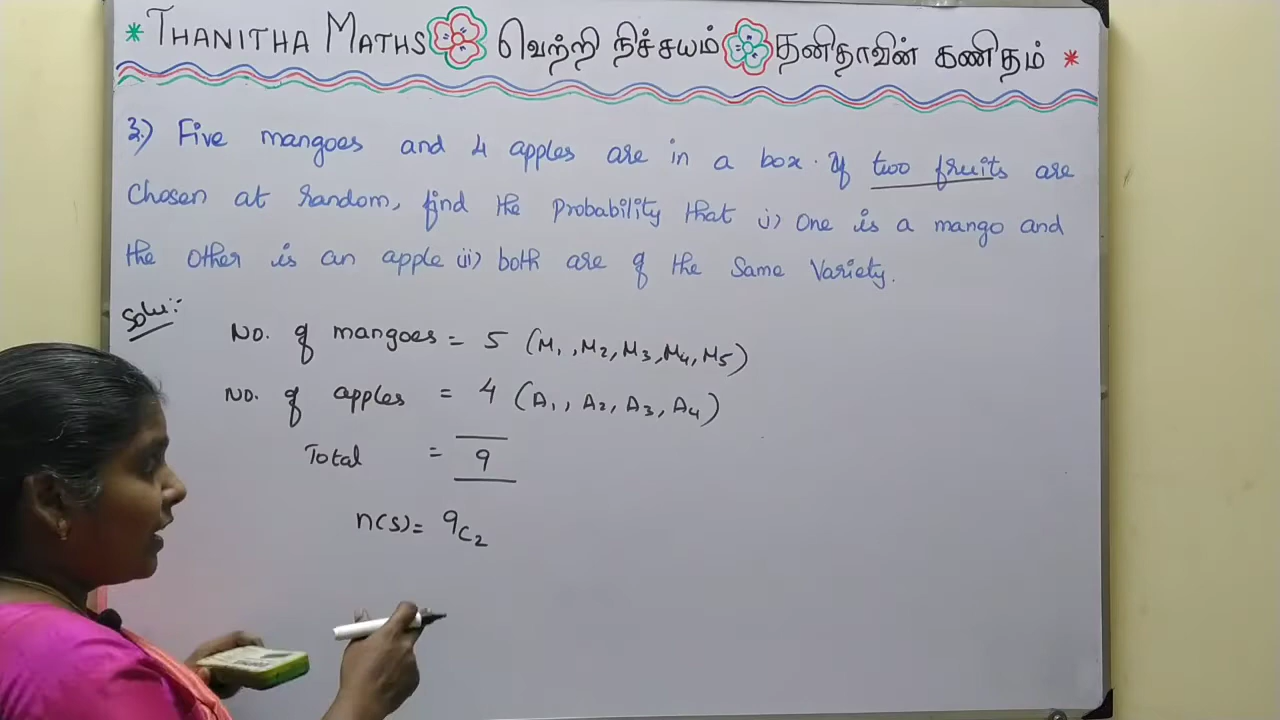 * THANITHA MATHS வெற்றி நிச்சயம் தனிதாவின் கணிதம் *
3.) Five mangoes and 4 apples are in a box. If two fruits are
Chosen at random, find the Probability that i) One is a mango and
the Other is an apple ii) both are of the Same Variety.
Solu:-
No. of mangoes = 5 (M₁, M₂, M₃, M₄, M₅)
No. of apples = 4 (A₁, A₂, A₃, A₄)
Total = 9
n(s) = 9C₂